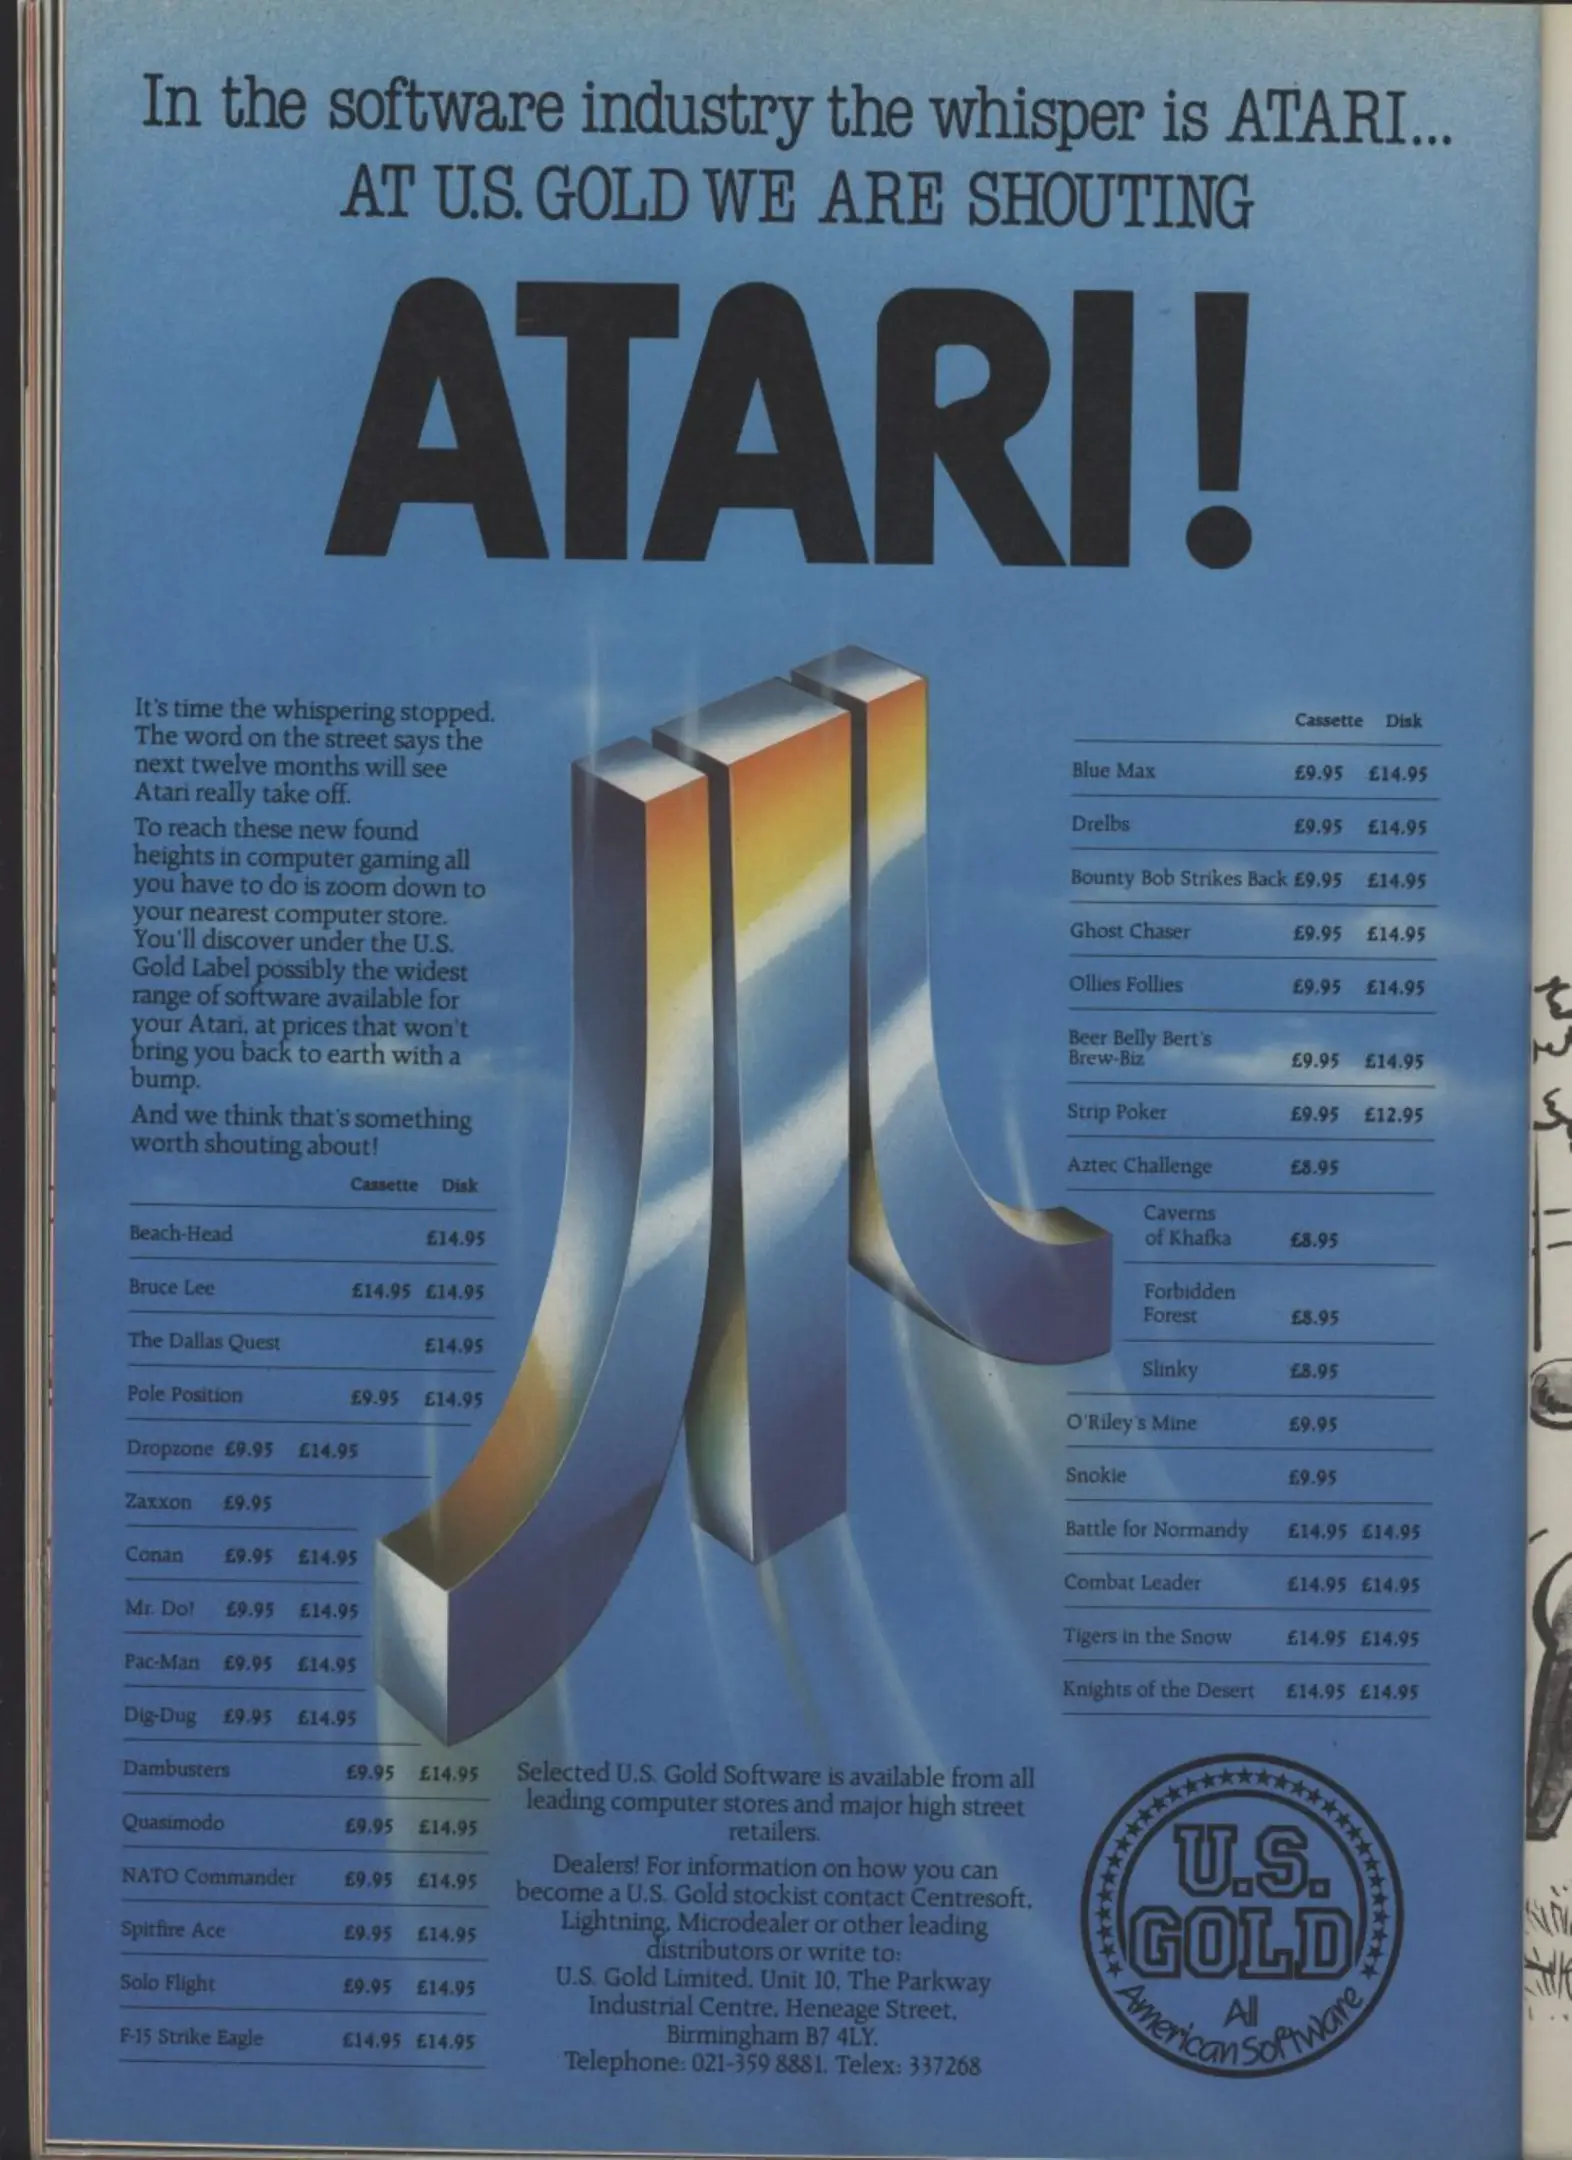 In the software industry the whisper is ATARI...
AT U.S. GOLD WE ARE SHOUTING
ATARI!
It's time the whispering stopped.
The word on the street says the
next twelve months will see
Atari really take off.
To reach these new found
heights in computer gaming all
you have to do is zoom down to
your nearest computer store.
You'll discover under the U.S.
Gold Label possibly the widest
range of software available for
your Atari, at prices that won't
bring you back to earth with a
bump.
And we think that's something
worth shouting about!
Cassette Disk
Beach-Head £14.95
Bruce Lee £14.95 £14.95
The Dallas Quest £14.95
Pole Position £9.95 £14.95
Dropzone £9.95 £14.95
Zaxxon £9.95
Conan £9.95 £14.95
Mr. Do! £9.95 £14.95
Pac-Man £9.95 £14.95
Dig-Dug £9.95 £14.95
Dambusters £9.95 £14.95
Quasimodo £9.95 £14.95
NATO Commander £9.95 £14.95
Spitfire Ace £9.95 £14.95
Solo Flight £9.95 £14.95
F-15 Strike Eagle £14.95 £14.95
Cassette Disk
Blue Max £9.95 £14.95
Drelbs £9.95 £14.95
Bounty Bob Strikes Back £9.95 £14.95
Ghost Chaser £9.95 £14.95
Ollies Follies £9.95 £14.95
Beer Belly Bert's
Brew-Biz £9.95 £14.95
Strip Poker £9.95 £12.95
Aztec Challenge £8.95
Caverns
of Khafka £8.95
Forbidden
Forest £8.95
Slinky £8.95
O'Riley's Mine £9.95
Snokie £9.95
Battle for Normandy £14.95 £14.95
Combat Leader £14.95 £14.95
Tigers in the Snow £14.95 £14.95
Knights of the Desert £14.95 £14.95
Selected U.S. Gold Software is available from all
leading computer stores and major high street
retailers.
Dealers! For information on how you can
become a U.S. Gold stockist contact Centresoft,
Lightning, Microdealer or other leading
distributors or write to:
U.S. Gold Limited, Unit 10, The Parkway
Industrial Centre, Heneage Street,
Birmingham B7 4LY.
Telephone: 021-359 8881. Telex: 337268
U.S.
GOLD
All
American Software